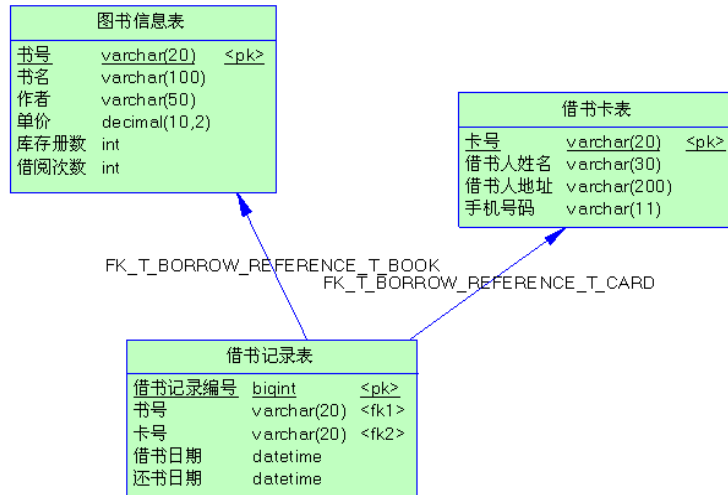 图书信息表
书号 varchar(20) <pk>
书名 varchar(100)
作者 varchar(50)
单价 decimal(10,2)
库存册数 int
借阅次数 int
借书卡表
卡号 varchar(20) <pk>
借书人姓名 varchar(30)
借书人地址 varchar(200)
手机号码 varchar(11)
FK_T_BORROW_REFERENCE_T_BOOK
FK_T_BORROW_REFERENCE_T_CARD
借书记录表
借书记录编号 bigint <pk>
书号 varchar(20) <fk1>
卡号 varchar(20) <fk2>
借书日期 datetime
还书日期 datetime